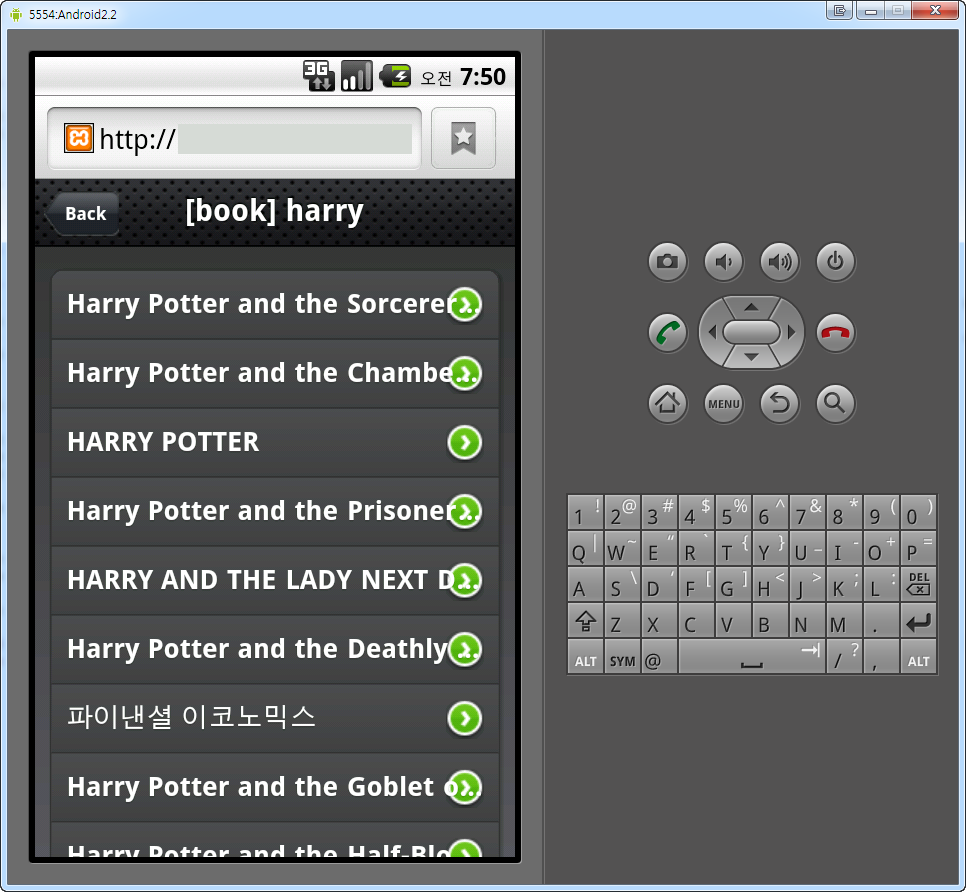 5554:Android2.2
3G 오전 7:50
http://
Back
[book] harry
Harry Potter and the Sorcerer...
Harry Potter and the Chambe...
HARRY POTTER
Harry Potter and the Prisoner...
HARRY AND THE LADY NEXT D...
Harry Potter and the Deathly ...
파이낸셜 이코노믹스
Harry Potter and the Goblet o...
Harry Potter and the Half-Blo...
MENU
1 ! 2 @ 3 # 4 $ 5 % 6 ^ 7 & 8 * 9 ( 0 )
Q | W ~ E “ R ` T { Y } U _ I - O + P =
A S \ D ‘ F [ G ] H < J > K ; L : DEL
Z X C V B N M .
ALT SYM @ / ? , ALT